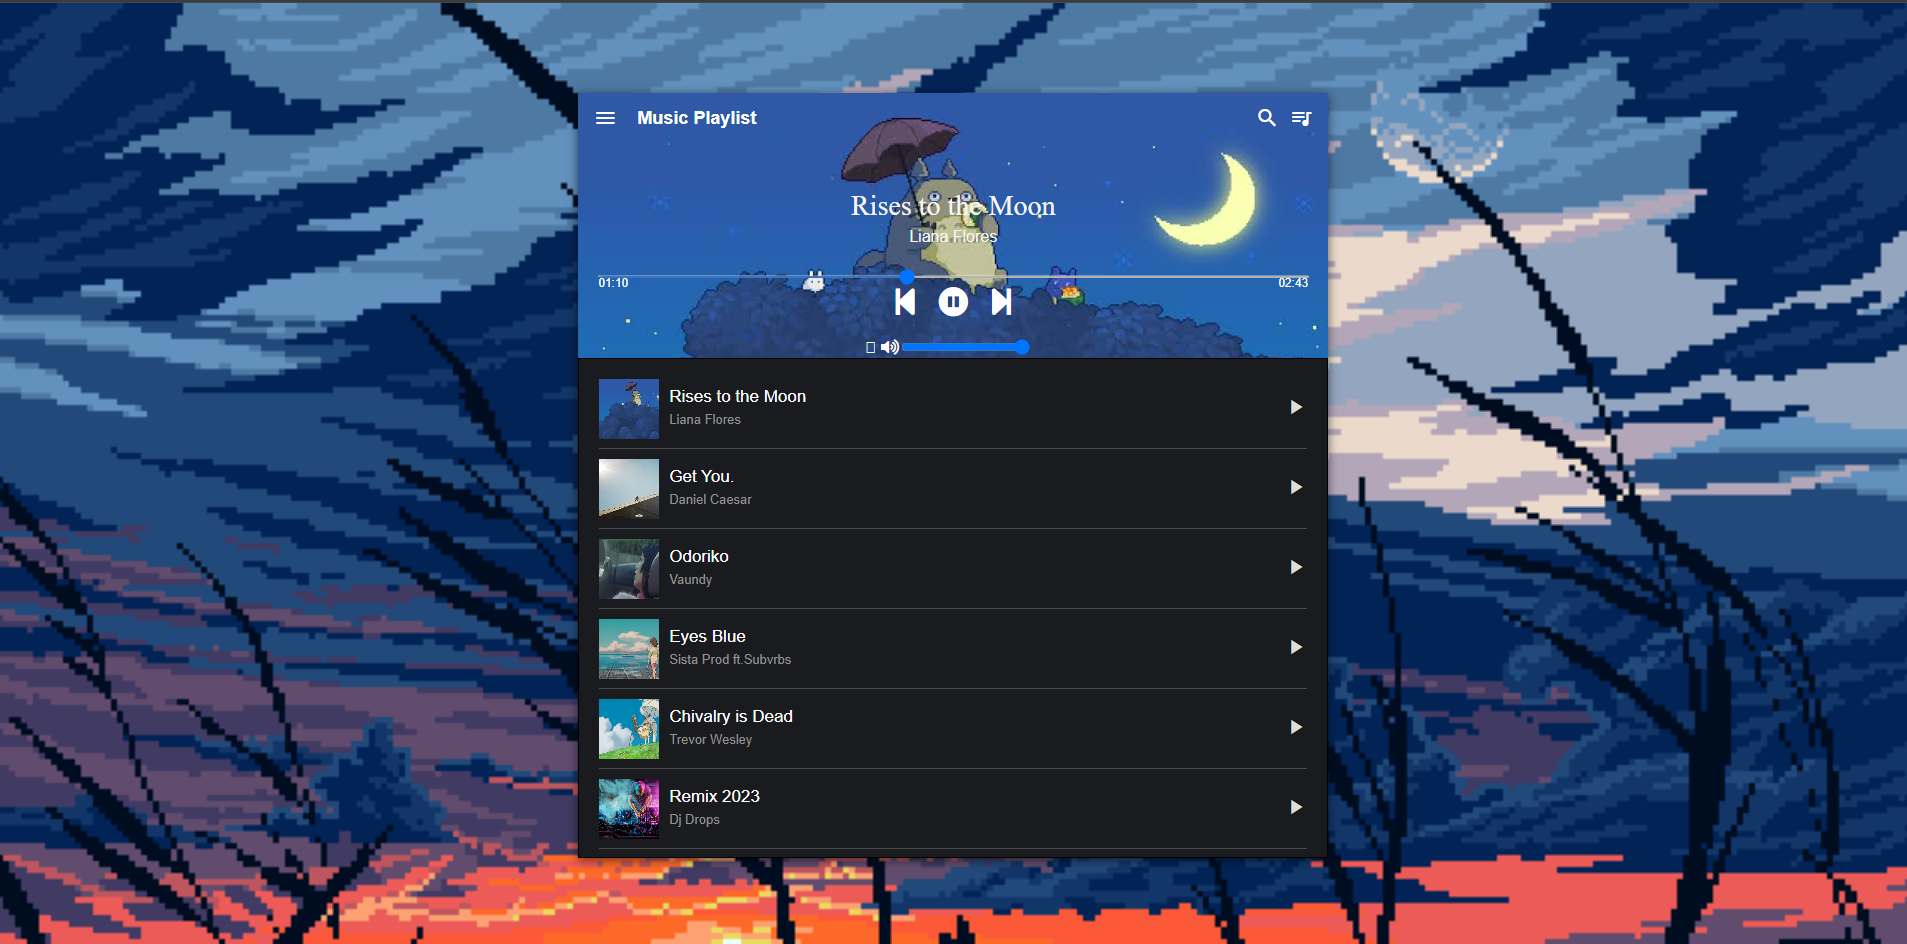 Music Playlist
Rises to the Moon
Liana Flores
01:10
02:43
Rises to the Moon
Liana Flores
Get You.
Daniel Caesar
Odoriko
Vaundy
Eyes Blue
Sista Prod ft.Subvrbs
Chivalry is Dead
Trevor Wesley
Remix 2023
Dj Drops